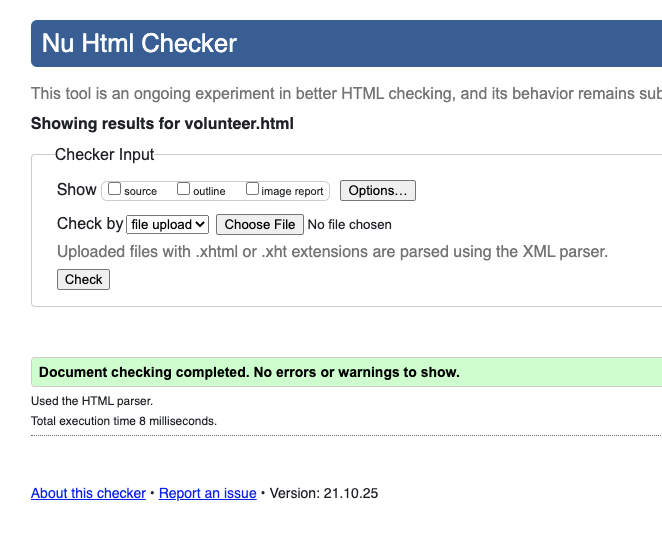 Nu Html Checker
This tool is an ongoing experiment in better HTML checking, and its behavior remains sub
Showing results for volunteer.html
Checker Input
Show source outline image report Options...
Check by file upload Choose File No file chosen
Uploaded files with .xhtml or .xht extensions are parsed using the XML parser.
Check
Document checking completed. No errors or warnings to show.
Used the HTML parser.
Total execution time 8 milliseconds.
About this checker • Report an issue • Version: 21.10.25